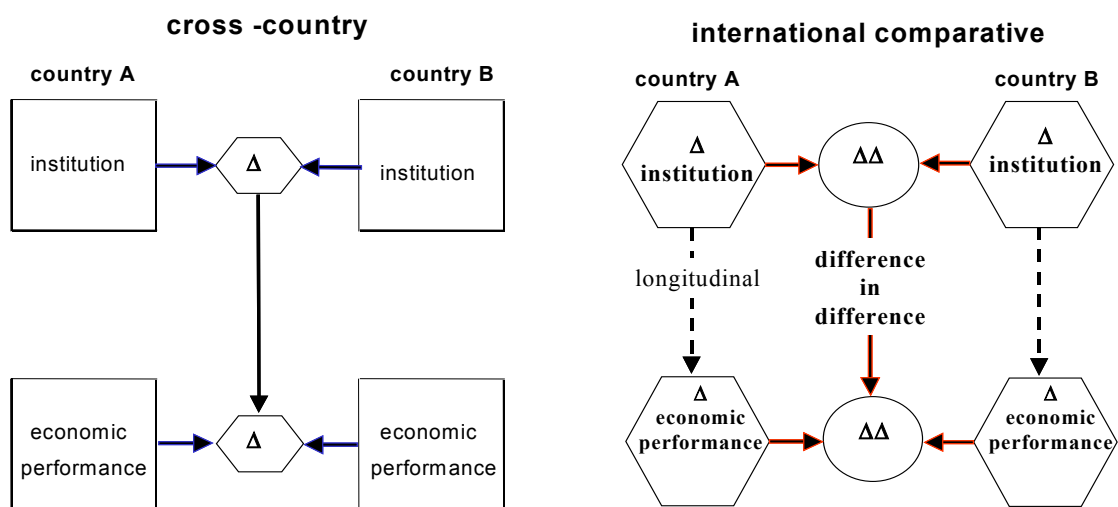 cross -country
country A
country B
institution
Δ
institution
economic
performance
Δ
economic
performance
international comparative
country A
country B
Δ
institution
ΔΔ
Δ
institution
longitudinal
difference
in
difference
Δ
economic
performance
ΔΔ
Δ
economic
performance